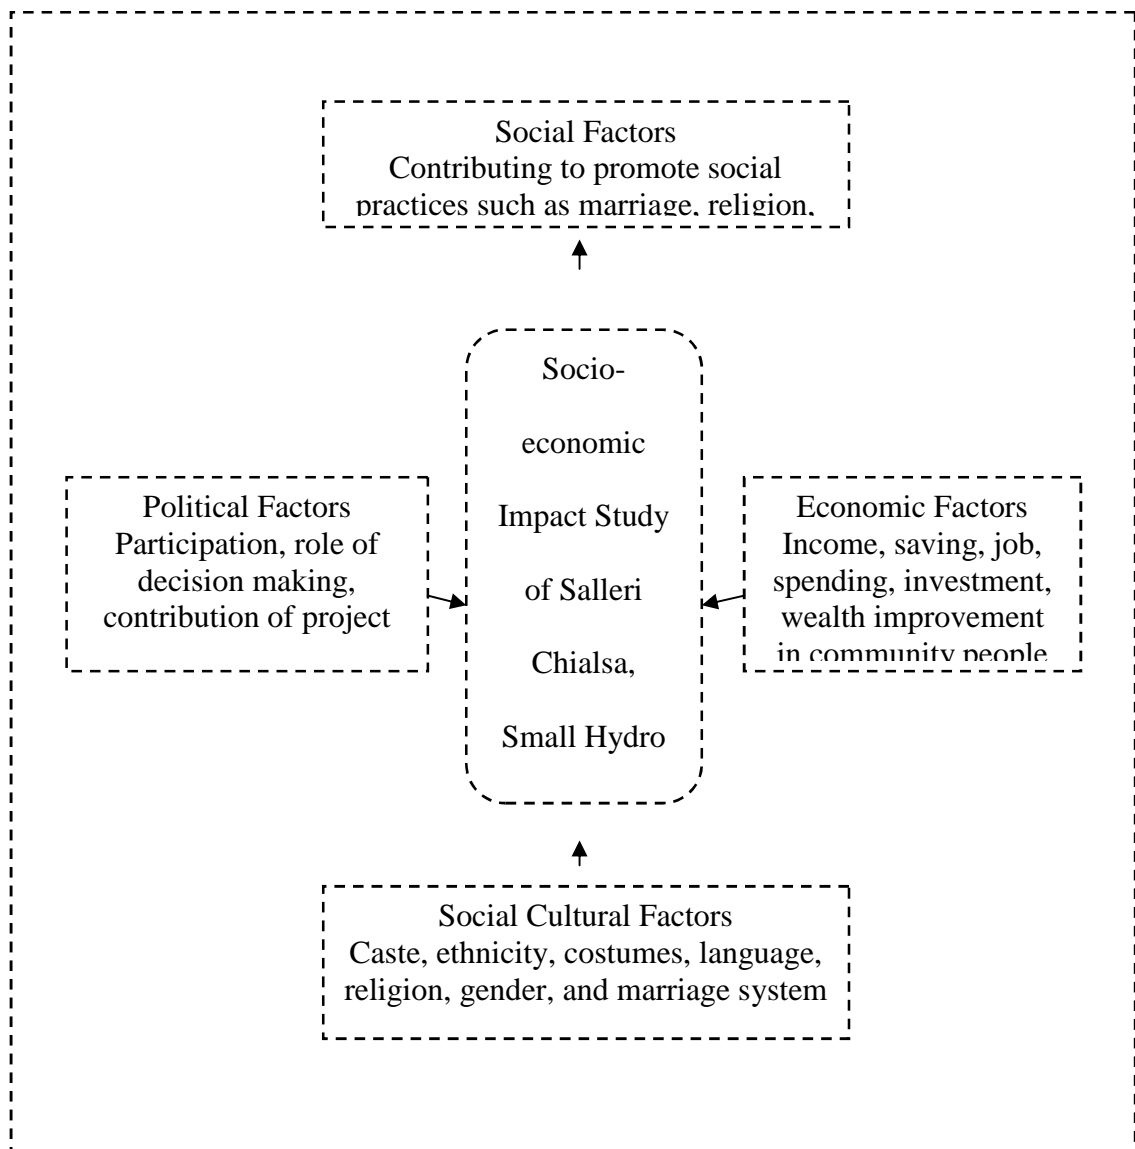 Social Factors
Contributing to promote social
practices such as marriage, religion,
Socio-
economic
Impact Study
of Salleri
Chialsa,
Small Hydro
Political Factors
Participation, role of
decision making,
contribution of project
Economic Factors
Income, saving, job,
spending, investment,
wealth improvement
in community people
Social Cultural Factors
Caste, ethnicity, costumes, language,
religion, gender, and marriage system